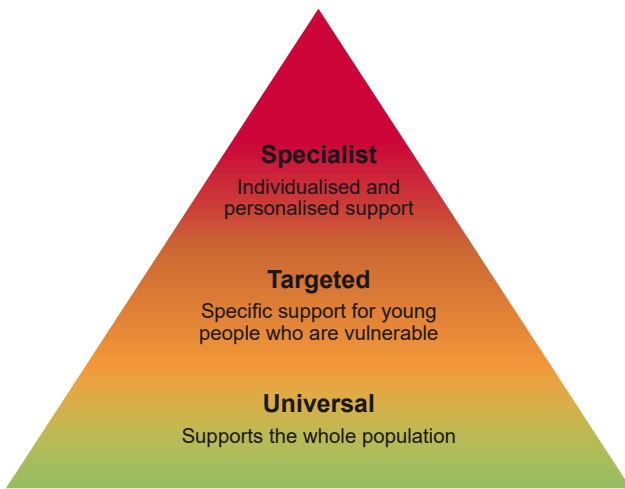 Specialist
Individualised and
personalised support
Targeted
Specific support for young
people who are vulnerable
Universal
Supports the whole population